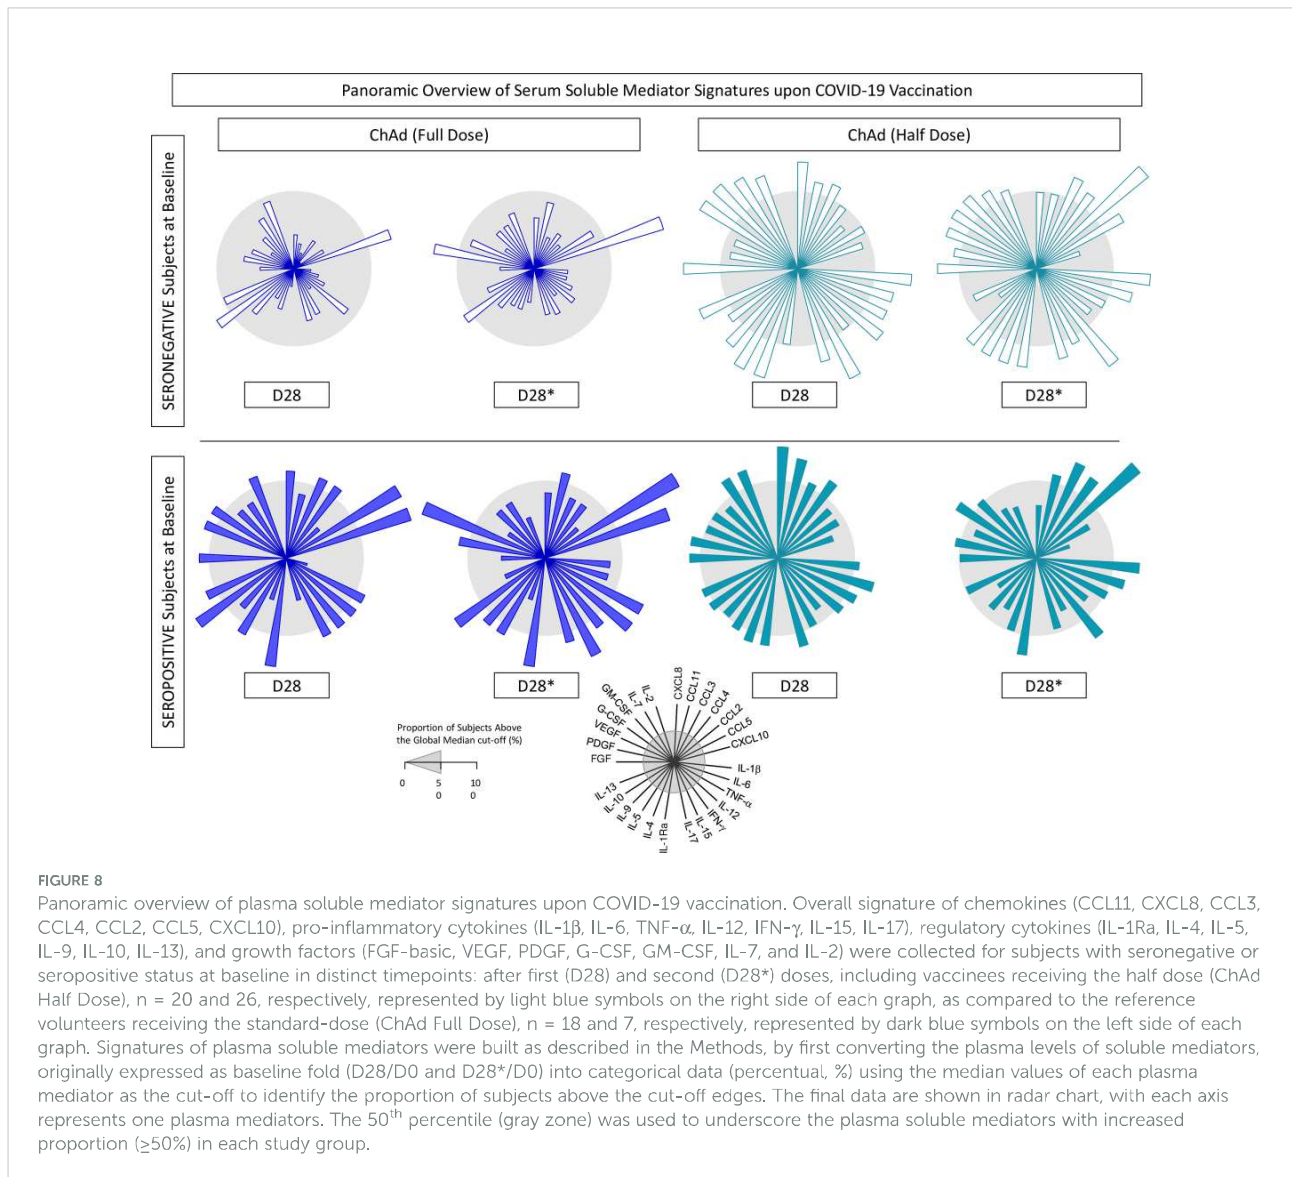 Panoramic Overview of Serum Soluble Mediator Signatures upon COVID-19 Vaccination
ChAd (Full Dose)
ChAd (Half Dose)
SERONEGATIVE Subjects at Baseline
D28
D28*
D28
D28*
SEROPOSITIVE Subjects at Baseline
D28
D28*
D28
D28*
Proportion of Subjects Above
the Global Median cut-off (%)
0
5
0
10
0
CXCL8
CCL11
CCL3
CCL4
CCL2
CCL5
CXCL10
IL-1β
IL-6
TNF-α
IL-12
IFN-γ
IL-15
IL-17
IL-1Ra
IL-4
IL-5
IL-9
IL-10
IL-13
FGF
PDGF
VEGF
G-CSF
GM-CSF
IL-7
IL-2
FIGURE 8
Panoramic overview of plasma soluble mediator signatures upon COVID-19 vaccination. Overall signature of chemokines (CCL11, CXCL8, CCL3,
CCL4, CCL2, CCL5, CXCL10), pro-inflammatory cytokines (IL-1β, IL-6, TNF-α, IL-12, IFN-γ, IL-15, IL-17), regulatory cytokines (IL-1Ra, IL-4, IL-5,
IL-9, IL-10, IL-13), and growth factors (FGF-basic, VEGF, PDGF, G-CSF, GM-CSF, IL-7, and IL-2) were collected for subjects with seronegative or
seropositive status at baseline in distinct timepoints: after first (D28) and second (D28*) doses, including vaccinees receiving the half dose (ChAd
Half Dose), n = 20 and 26, respectively, represented by light blue symbols on the right side of each graph, as compared to the reference
volunteers receiving the standard-dose (ChAd Full Dose), n = 18 and 7, respectively, represented by dark blue symbols on the left side of each
graph. Signatures of plasma soluble mediators were built as described in the Methods, by first converting the plasma levels of soluble mediators,
originally expressed as baseline fold (D28/D0 and D28*/D0) into categorical data (percentual, %) using the median values of each plasma
mediator as the cut-off to identify the proportion of subjects above the cut-off edges. The final data are shown in radar chart, with each axis
represents one plasma mediators. The 50th percentile (gray zone) was used to underscore the plasma soluble mediators with increased
proportion (≥50%) in each study group.